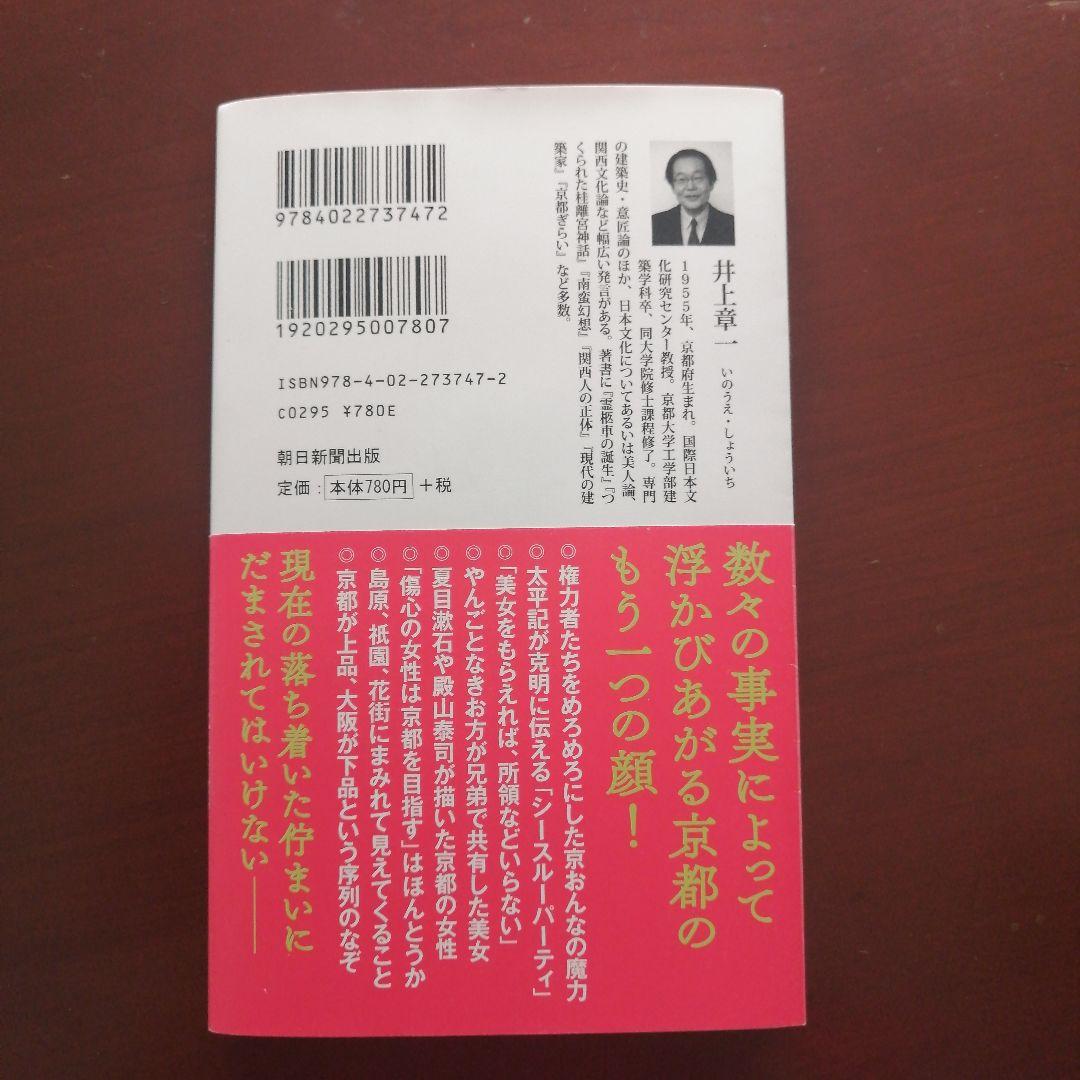 9784022737472
1920295007807
ISBN978-4-02-273747-2
C0295 ¥780E
朝日新聞出版
定価：本体780円＋税
井上章一 いのうえ・しょういち
1955年、京都府生まれ。国際日本文
化研究センター教授。京都大学工学部建
築学科卒、同大学院修士課程修了。専門
の建築史・意匠論のほか、日本文化についてあるいは美人論、
関西文化論など幅広い発言がある。著書に『霊柩車の誕生』『つ
くられた桂離宮神話』『南蛮幻想』『関西人の正体』『現代の建
築家』『京都ぎらい』など多数。
数々の事実によって
浮かびあがる京都の
もう一つの顔！
◎権力者たちをめろめろにした京おんなの魔力
◎太平記が克明に伝える「シースルーパーティ」
◎「美女をもらえれば、所領などいらない」
◎やんごとなきお方が兄弟で共有した美女
◎夏目漱石や殿山泰司が描いた京都の女性
◎「傷心の女性は京都を目指す」はほんとうか
◎島原、祇園、花街にまみれて見えてくること
◎京都が上品、大阪が下品という序列のなぞ
現在の落ち着いた佇まいに
だまされてはいけない――